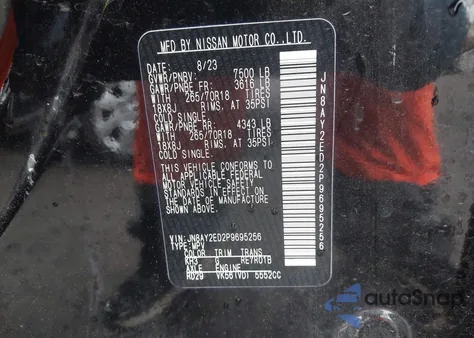 MFD BY NISSAN MOTOR CO.,LTD.
DATE: 8/23
GVWR/PNBV: 7500 LB
GAWR/PNBE FR: 3616 LB
WITH 265/70R18 TIRES
18X8J RIMS, AT 35PSI
COLD SINGLE.
GAWR/PNBE RR: 4343 LB
WITH 265/70R18 TIRES
18X8J RIMS, AT 35PSI
COLD SINGLE.
THIS VEHICLE CONFORMS TO
ALL APPLICABLE FEDERAL
MOTOR VEHICLE SAFETY
STANDARDS IN EFFECT ON
THE DATE OF MANUFACTURE
SHOWN ABOVE.
VIN: JN8AY2ED2P9695256
TYPE:MPV
COLOR TRIM TRANS
KH3 G RE7R01B
AXLE ENGINE
RD29 VK56(VD) 5552CC
JN8AY2ED2P9695256
autoSnap